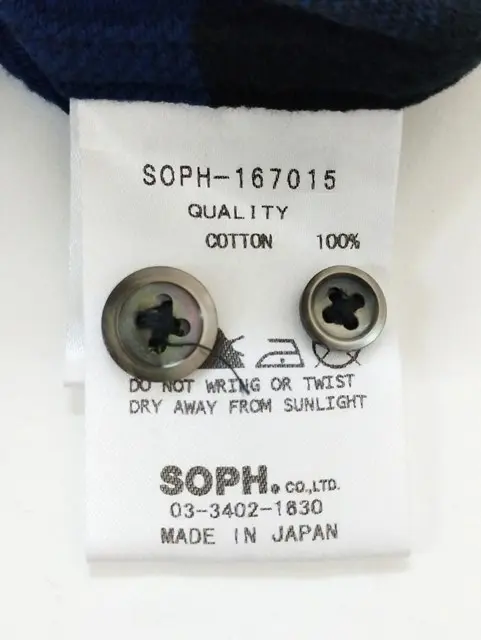 SOPH-167015
QUALITY
COTTON 100%
DO NOT WRING OR TWIST
DRY AWAY FROM SUNLIGHT
SOPH. CO.,LTD.
03-3402-1830
MADE IN JAPAN